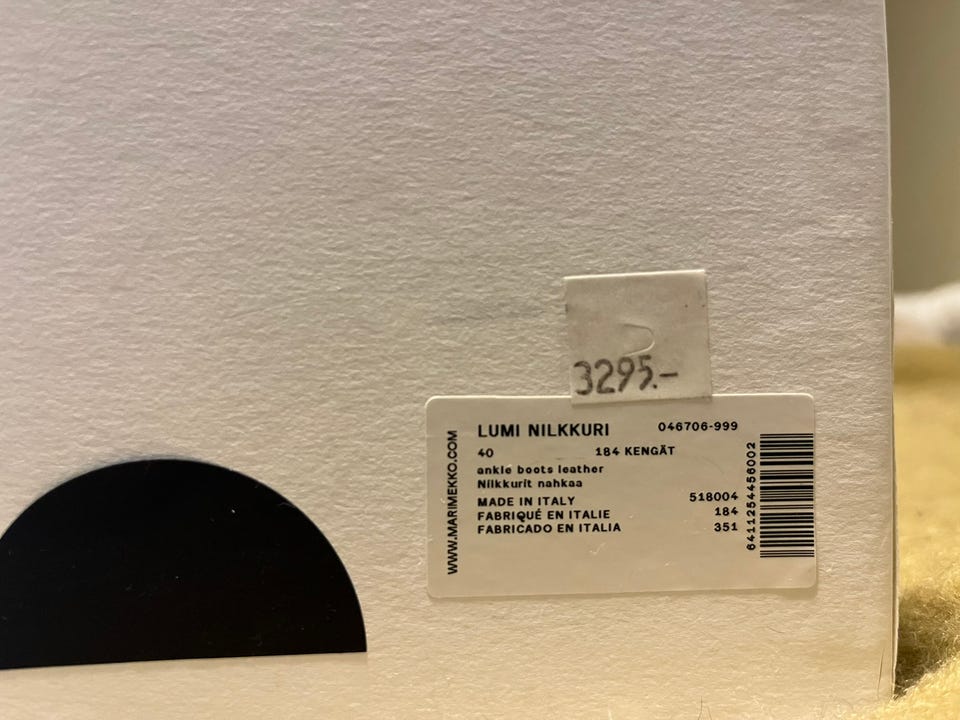 3295.-
LUMI NILKKURI 046706-999
40 184 KENGÄT
ankle boots leather
Nilkkurit nahkaa
MADE IN ITALY 518004
FABRIQUÉ EN ITALIE 184
FABRICADO EN ITALIA 351
WWW.MARIMEKKO.COM
6411254456002